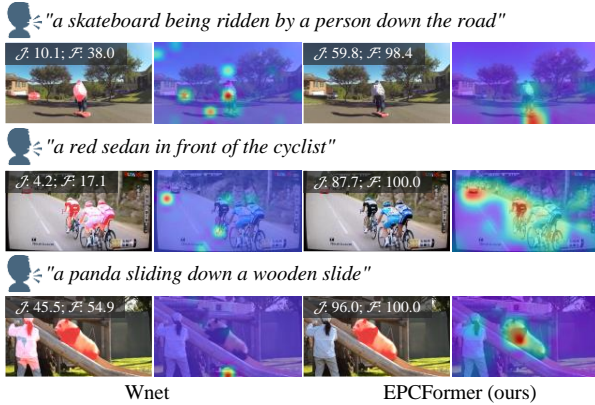 "a skateboard being ridden by a person down the road"
𝒥: 10.1; ℱ: 38.0
𝒥: 59.8; ℱ: 98.4
"a red sedan in front of the cyclist"
𝒥: 4.2; ℱ: 17.1
𝒥: 87.7; ℱ: 100.0
"a panda sliding down a wooden slide"
𝒥: 45.5; ℱ: 54.9
𝒥: 96.0; ℱ: 100.0
Wnet
EPCFormer (ours)